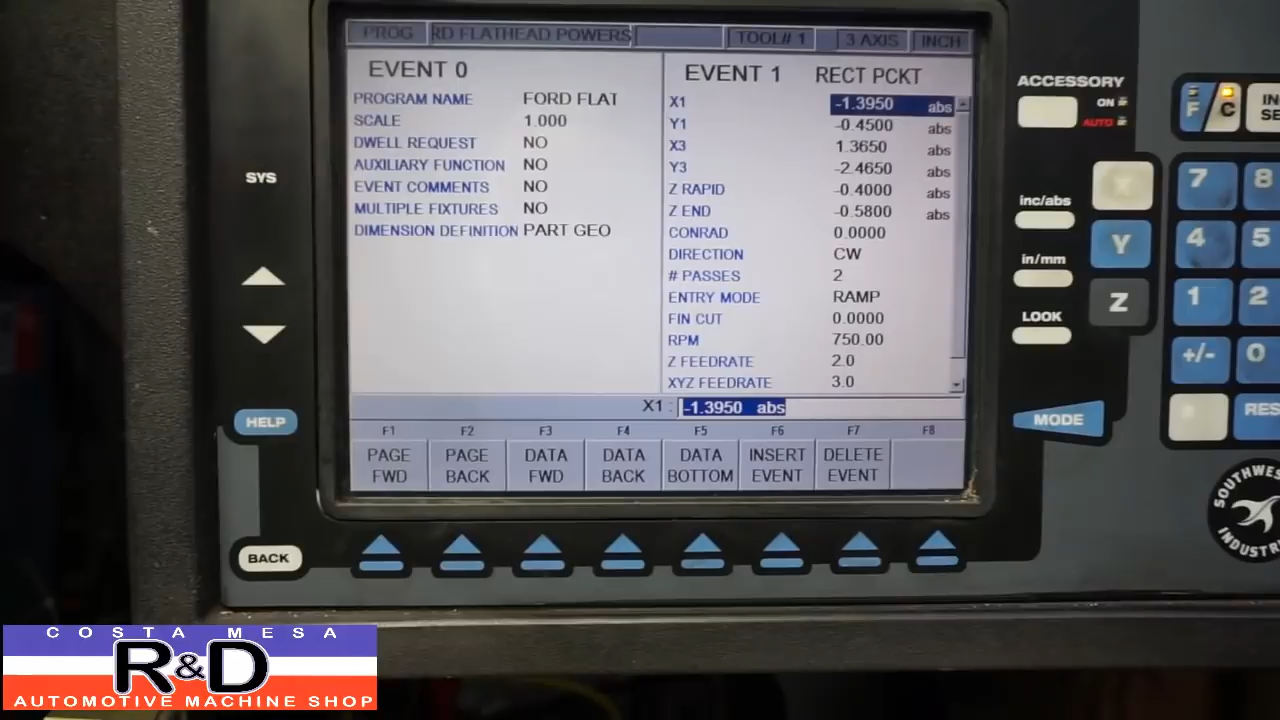 PROG RD FLATHEAD POWERS TOOL# 1 3 AXIS INCH
EVENT 0
PROGRAM NAME FORD FLAT
SCALE 1.000
DWELL REQUEST NO
AUXILIARY FUNCTION NO
EVENT COMMENTS NO
MULTIPLE FIXTURES NO
DIMENSION DEFINITION PART GEO
EVENT 1 RECT PCKT
X1 -1.3950 abs
Y1 -0.4500 abs
X3 1.3650 abs
Y3 -2.4650 abs
Z RAPID -0.4000 abs
Z END -0.5800 abs
CONRAD 0.0000
DIRECTION CW
# PASSES 2
ENTRY MODE RAMP
FIN CUT 0.0000
RPM 750.00
Z FEEDRATE 2.0
XYZ FEEDRATE 3.0
X1 : -1.3950 abs
F1 F2 F3 F4 F5 F6 F7 F8
PAGE FWD
PAGE BACK
DATA FWD
DATA BACK
DATA BOTTOM
INSERT EVENT
DELETE EVENT
SYS
HELP
BACK
ACCESSORY
ON
AUTO
inc/abs
in/mm
LOOK
MODE
F C
X
Y
Z
7 8
4 5
1 2
+/- 0
COSTA MESA
R&D
AUTOMOTIVE MACHINE SHOP